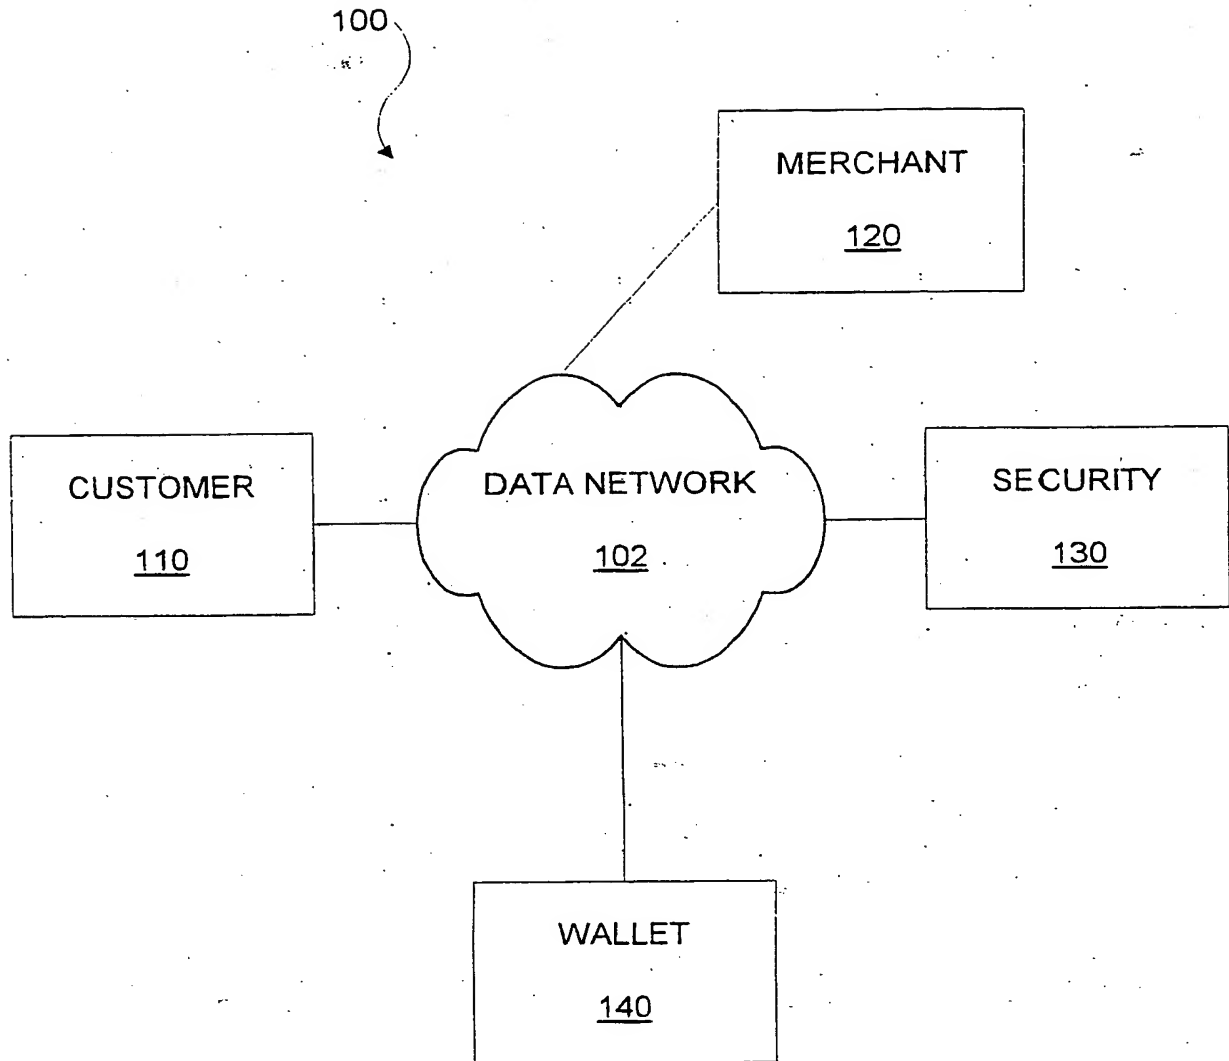 100
MERCHANT
120
CUSTOMER
110
DATA NETWORK
102
SECURITY
130
WALLET
140